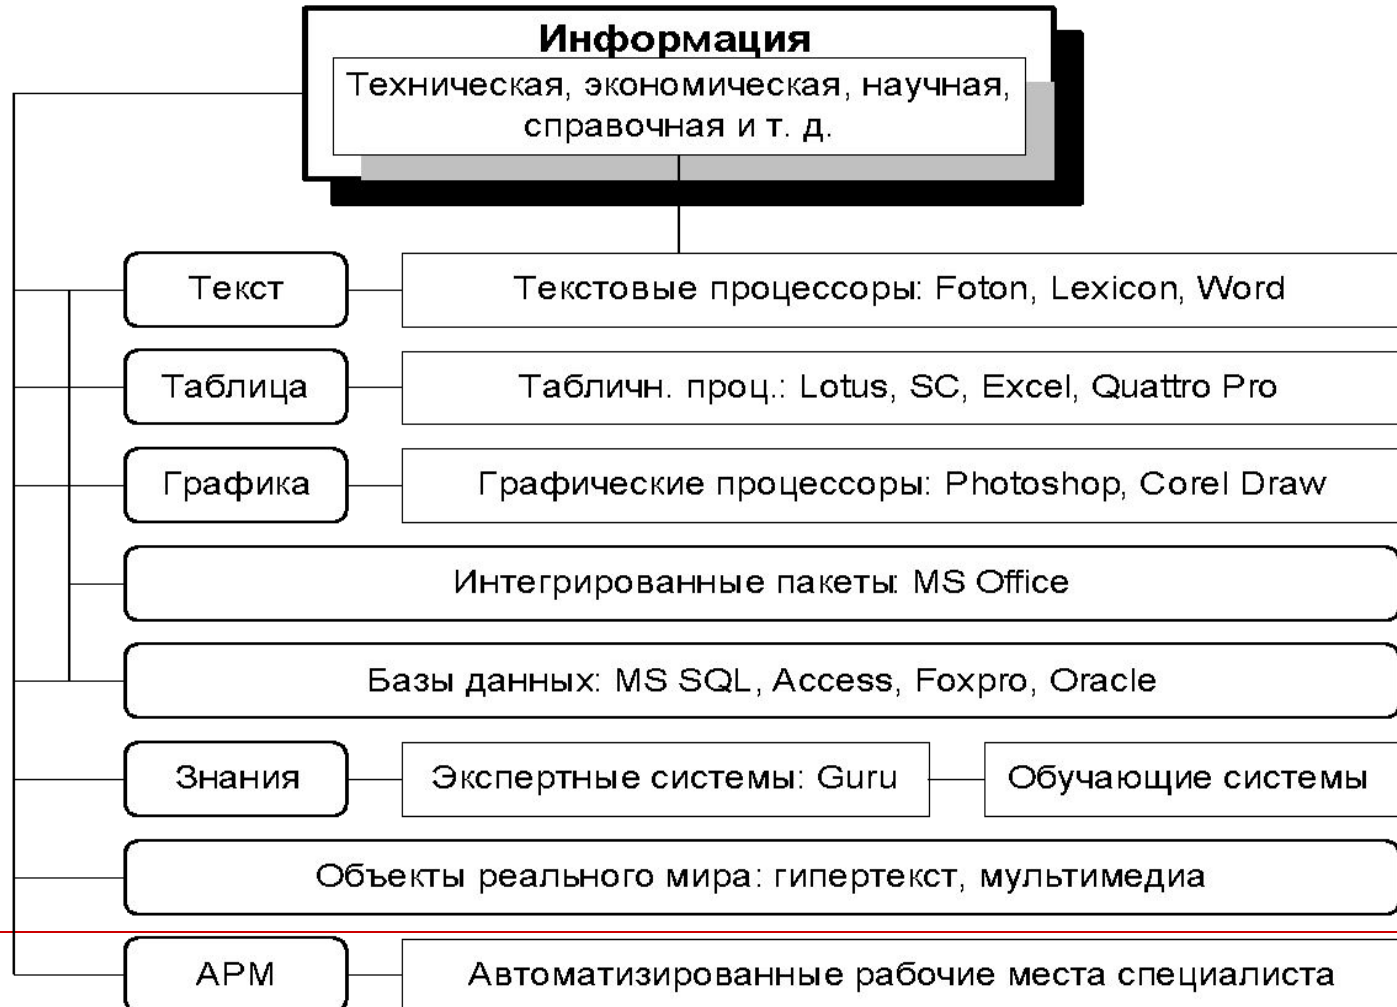 Информация
Техническая, экономическая, научная,
справочная и т. д.
Текст
Текстовые процессоры: Foton, Lexicon, Word
Таблица
Табличн. проц.: Lotus, SC, Excel, Quattro Pro
Графика
Графические процессоры: Photoshop, Corel Draw
Интегрированные пакеты: MS Office
Базы данных: MS SQL, Access, Foxpro, Oracle
Знания
Экспертные системы: Guru
Обучающие системы
Объекты реального мира: гипертекст, мультимедиа
АРМ
Автоматизированные рабочие места специалиста